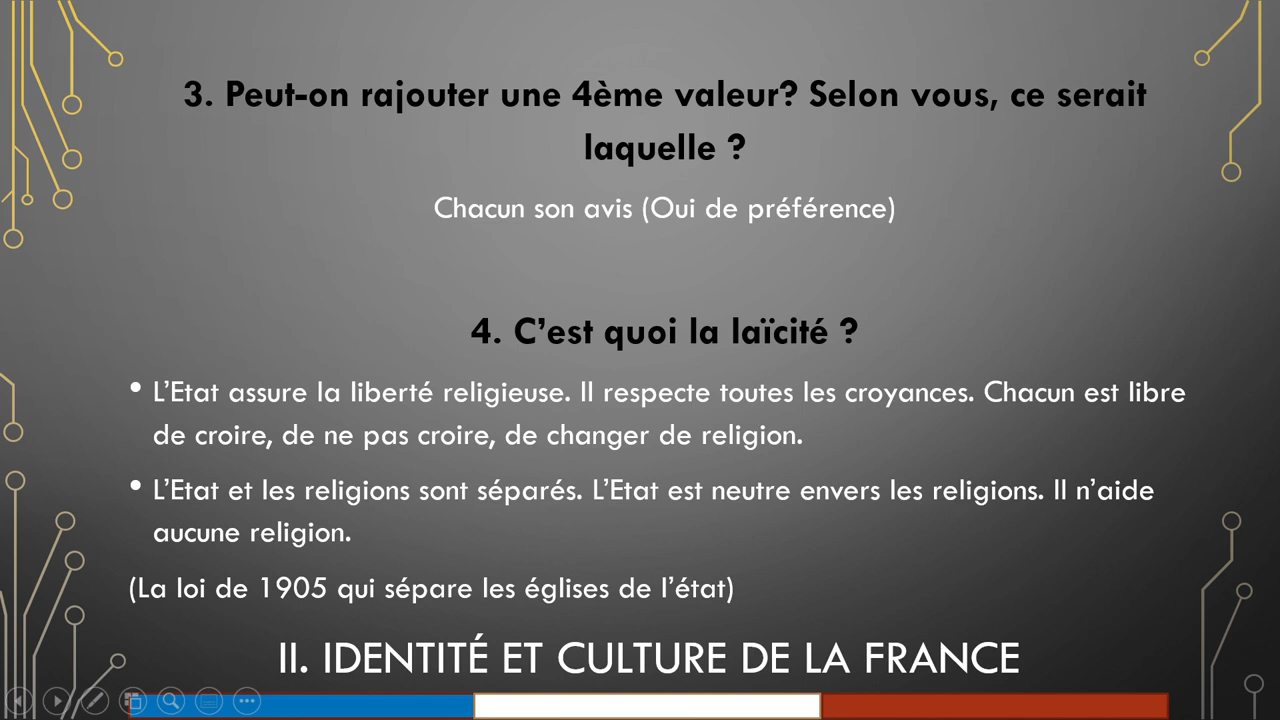 3. Peut-on rajouter une 4ème valeur? Selon vous, ce serait
laquelle ?
Chacun son avis (Oui de préférence)
4. C’est quoi la laïcité ?
• L’Etat assure la liberté religieuse. Il respecte toutes les croyances. Chacun est libre
de croire, de ne pas croire, de changer de religion.
• L’Etat et les religions sont séparés. L’Etat est neutre envers les religions. Il n’aide
aucune religion.
(La loi de 1905 qui sépare les églises de l’état)
II. IDENTITÉ ET CULTURE DE LA FRANCE